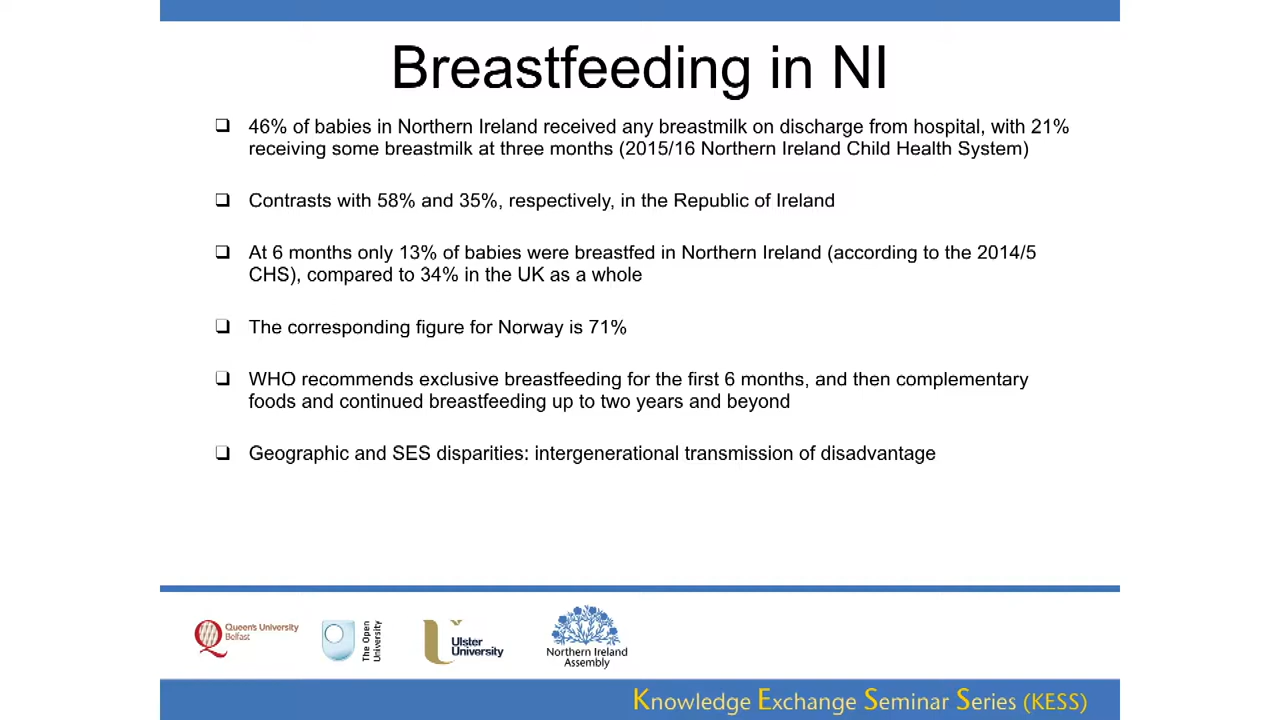 Breastfeeding in NI
❑ 46% of babies in Northern Ireland received any breastmilk on discharge from hospital, with 21%
receiving some breastmilk at three months (2015/16 Northern Ireland Child Health System)
❑ Contrasts with 58% and 35%, respectively, in the Republic of Ireland
❑ At 6 months only 13% of babies were breastfed in Northern Ireland (according to the 2014/5
CHS), compared to 34% in the UK as a whole
❑ The corresponding figure for Norway is 71%
❑ WHO recommends exclusive breastfeeding for the first 6 months, and then complementary
foods and continued breastfeeding up to two years and beyond
❑ Geographic and SES disparities: intergenerational transmission of disadvantage
Queen's University
Belfast
The Open
University
Ulster
University
Northern Ireland
Assembly
Knowledge Exchange Seminar Series (KESS)